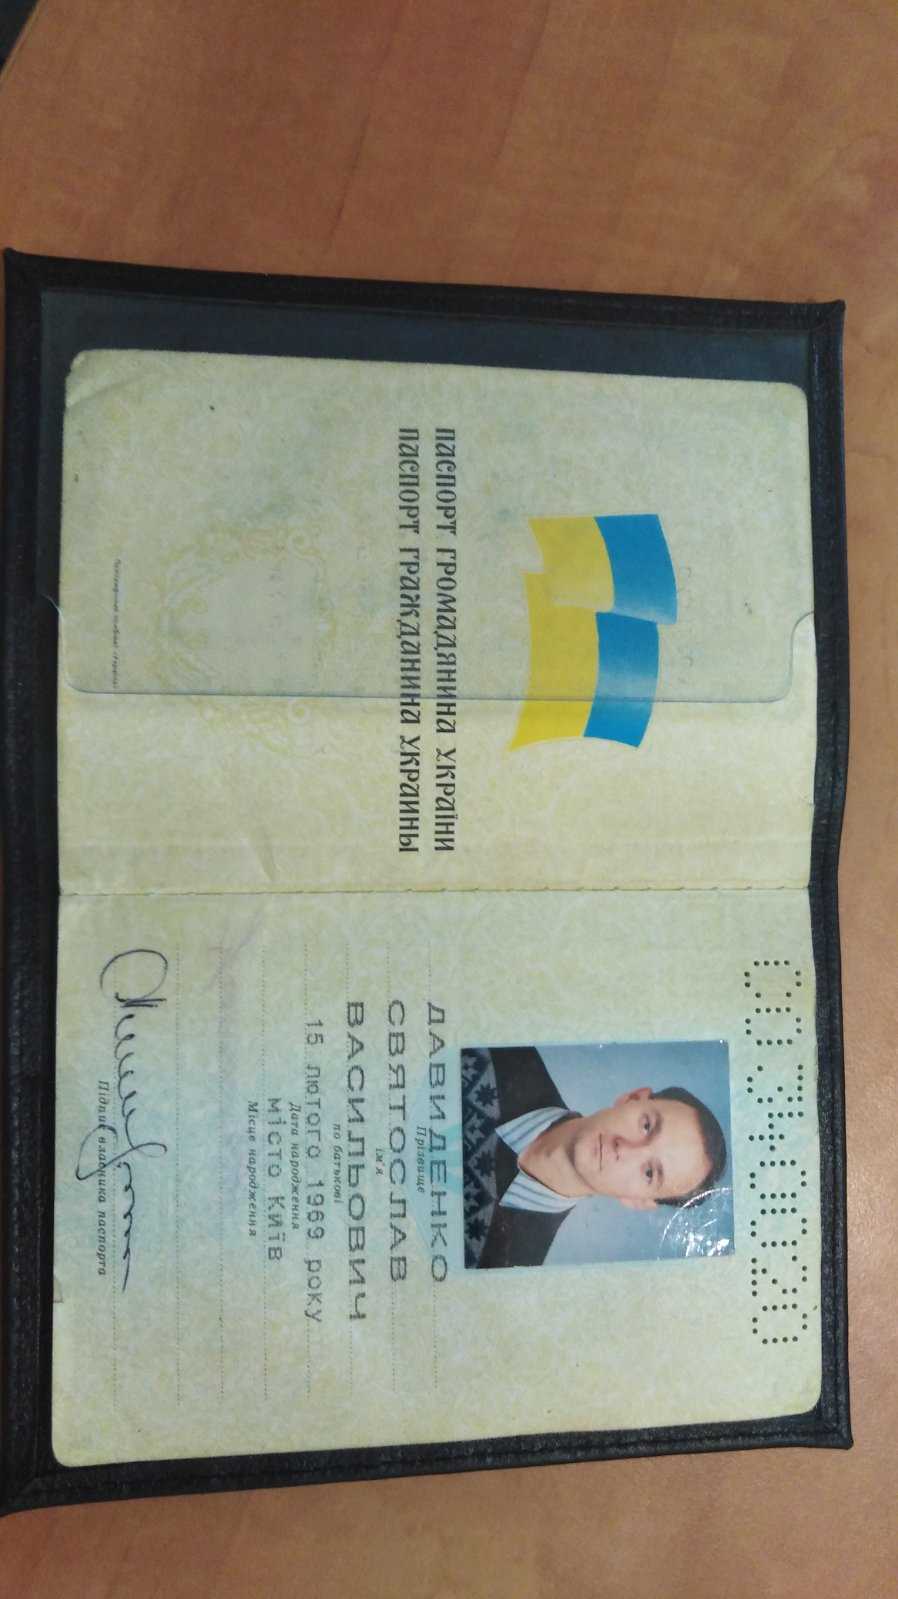 ПАСПОРТ ГРОМАДЯНИНА УКРАЇНИ
ПАСПОРТ ГРАЖДАНИНА УКРАИНЫ
ДАВИДЕНКО
Прізвище
СВЯТОСЛАВ
ім'я
ВАСИЛЬОВИЧ
по батькові
15 лютого 1969 року
Дата народження
місто Київ
Місце народження
Підпис власника паспорта